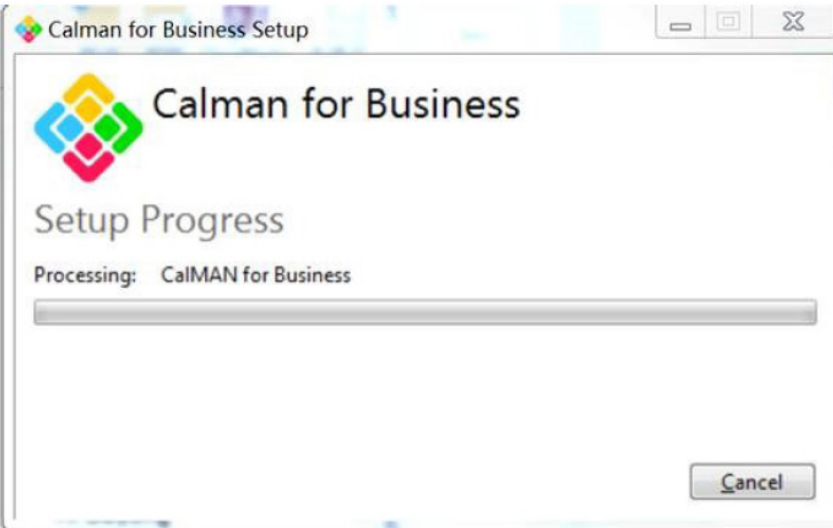 Calman for Business Setup
Calman for Business
Setup Progress
Processing: CalMAN for Business
Cancel